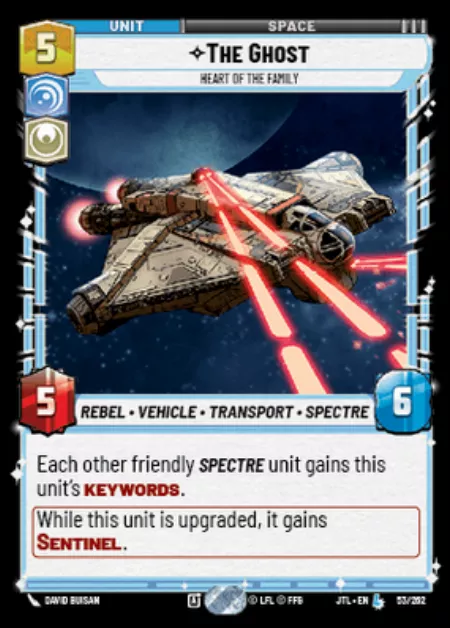 UNIT
SPACE
5
THE GHOST
HEART OF THE FAMILY
5
REBEL • VEHICLE • TRANSPORT • SPECTRE
6
Each other friendly SPECTRE unit gains this
unit's KEYWORDS.
While this unit is upgraded, it gains
SENTINEL.
DAVID BUISAN
A
© LFL © FFG
JTL • EN
L
53/262